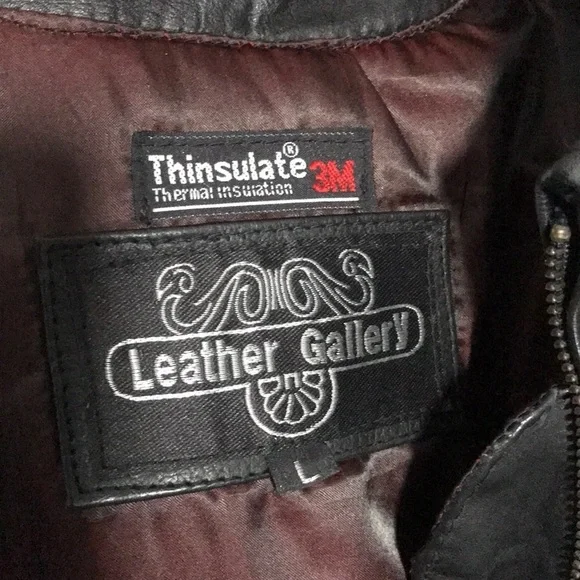 Thinsulate®
Thermal Insulation
3M
Leather Gallery
L